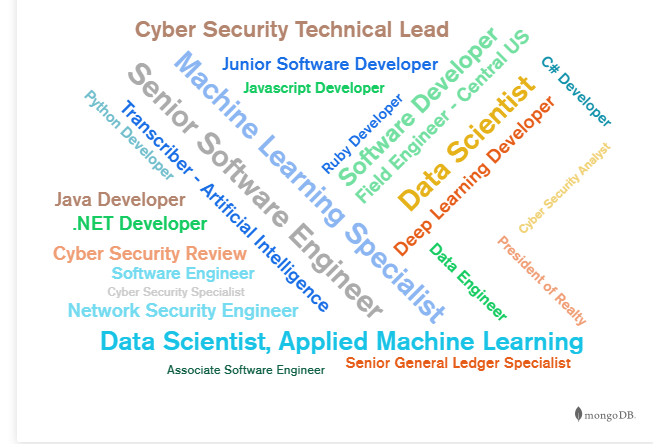 Cyber Security Technical Lead
Junior Software Developer
Javascript Developer
Machine Learning Specialist
Senior Software Engineer
Software Developer
Field Engineer - Central US
C# Developer
Python Developer
Transcriber - Artificial Intelligence
Ruby Developer
Data Scientist
Deep Learning Developer
Cyber Security Analyst
Java Developer
.NET Developer
Cyber Security Review
Software Engineer
Cyber Security Specialist
Network Security Engineer
Data Engineer
President of Realty
Data Scientist, Applied Machine Learning
Associate Software Engineer
Senior General Ledger Specialist
mongoDB.